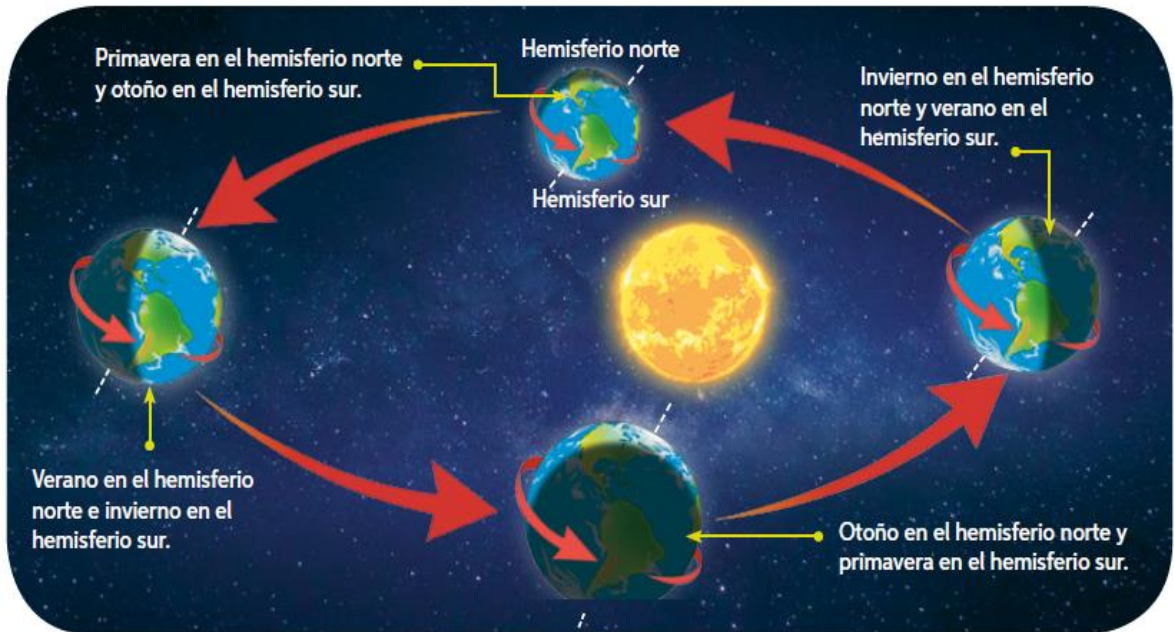 Primavera en el hemisferio norte
y otoño en el hemisferio sur.
Hemisferio norte
Hemisferio sur
Invierno en el hemisferio
norte y verano en el
hemisferio sur.
Verano en el hemisferio
norte e invierno en el
hemisferio sur.
Otoño en el hemisferio norte y
primavera en el hemisferio sur.